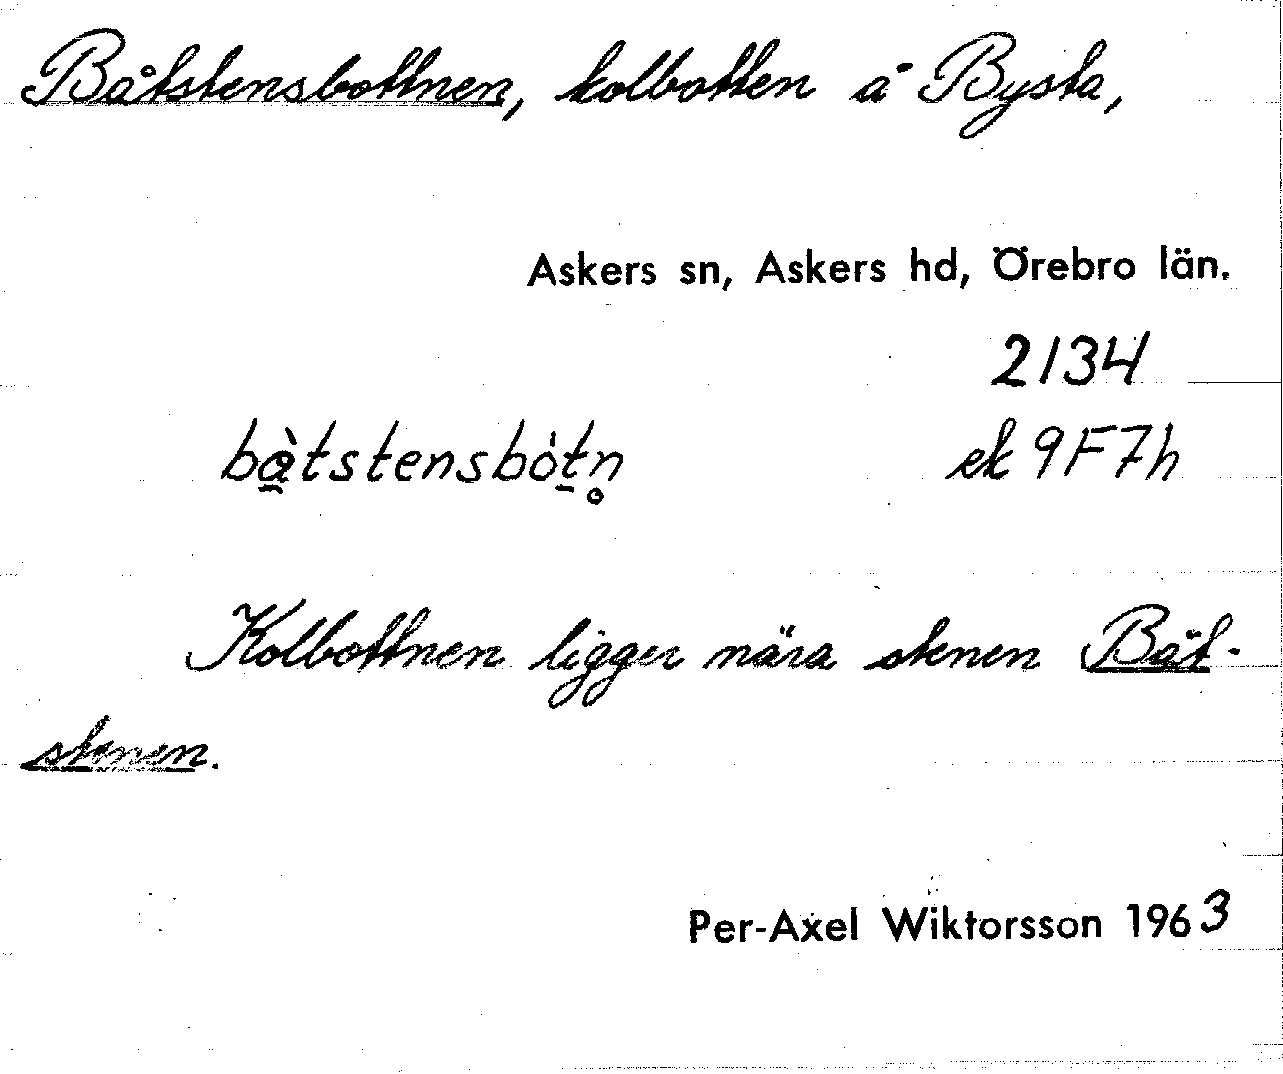 Båtstensbottnen, kolbotten å Bysta,
Askers sn, Askers hd, Örebro län.
2134
bàtstensbòtn̥ ek 9F7h
Kolbottnen ligger nära stenen Båt-
stenen.
Per-Axel Wiktorsson 1963